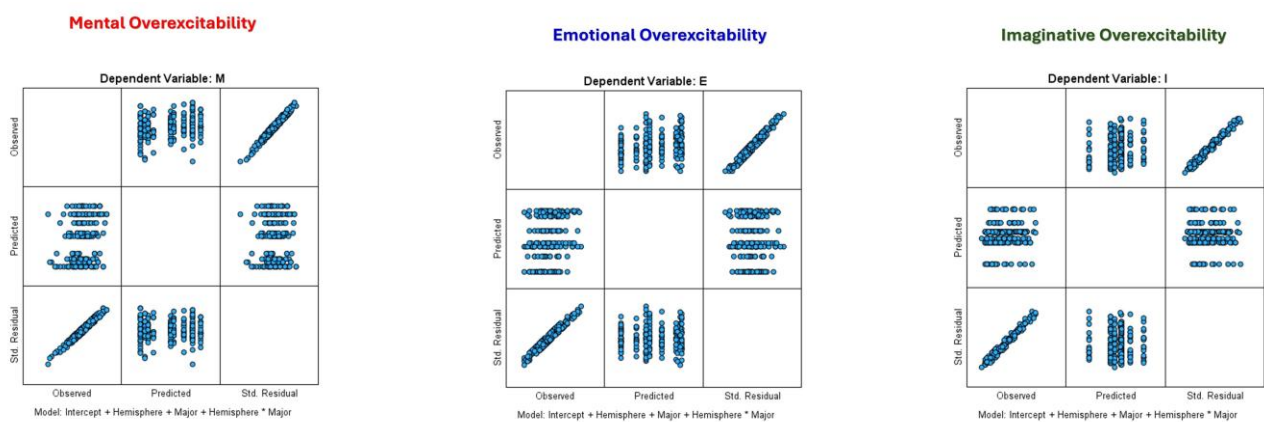 Mental Overexcitability
Dependent Variable: M
Observed
Predicted
Std. Residual
Observed Predicted Std. Residual
Model: Intercept + Hemisphere + Major + Hemisphere * Major
Emotional Overexcitability
Dependent Variable: E
Observed
Predicted
Std. Residual
Observed Predicted Std. Residual
Model: Intercept + Hemisphere + Major + Hemisphere * Major
Imaginative Overexcitability
Dependent Variable: I
Observed
Predicted
Std. Residual
Observed Predicted Std. Residual
Model: Intercept + Hemisphere + Major + Hemisphere * Major